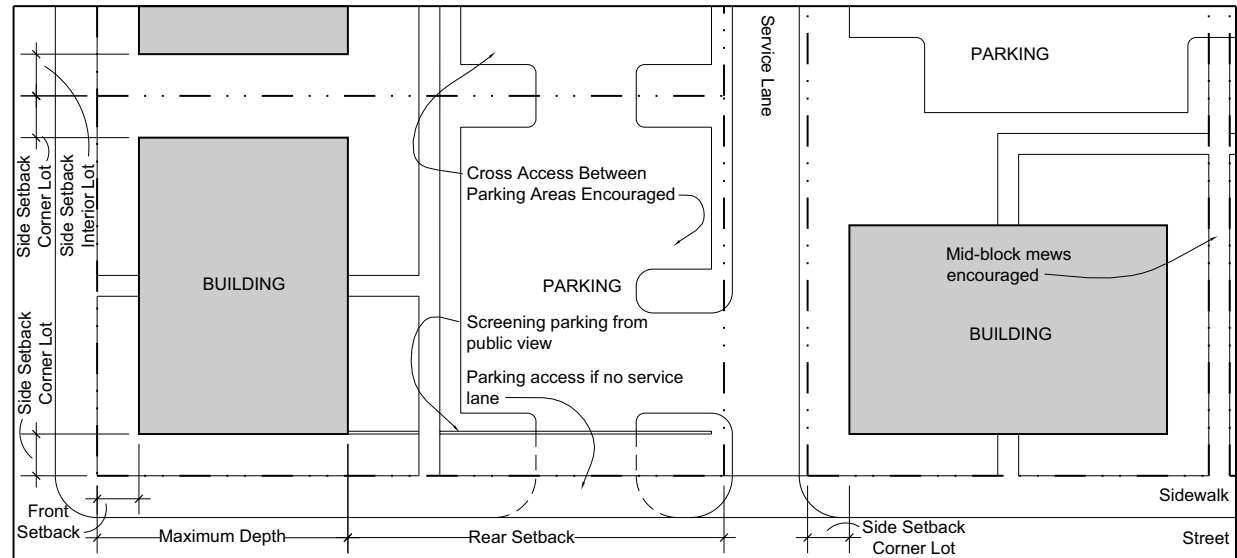 PARKING
Service Lane
Side Setback
Corner Lot
Side Setback
Interior Lot
Cross Access Between
Parking Areas Encouraged
BUILDING
PARKING
Mid-block mews
encouraged
BUILDING
Screening parking from
public view
Parking access if no service
lane
Side Setback
Corner Lot
Sidewalk
Front
Setback
Maximum Depth
Rear Setback
Side Setback
Corner Lot
Street